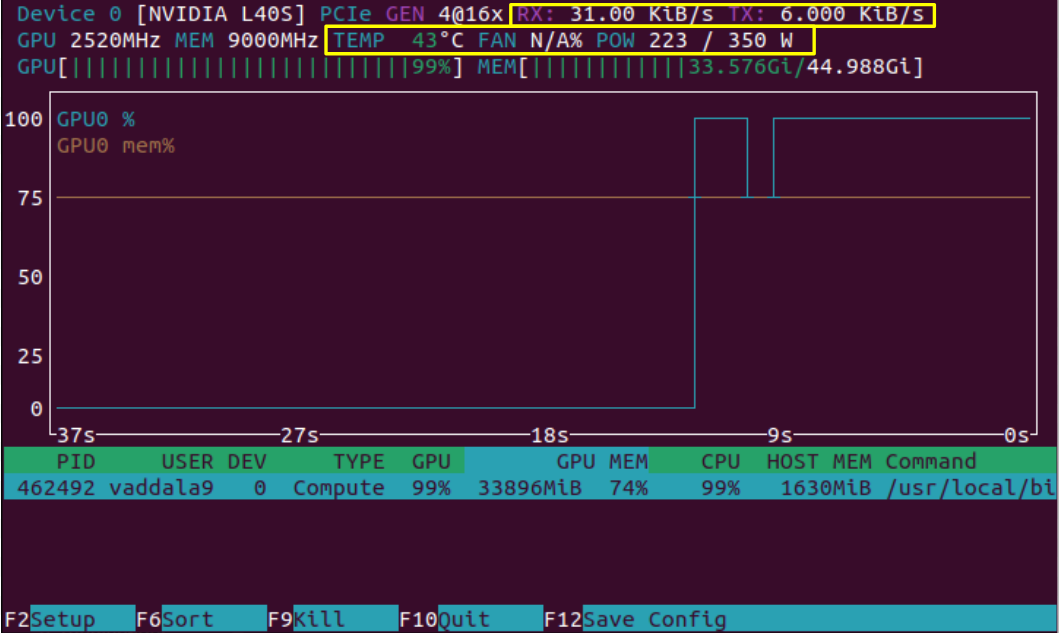 Device 0 [NVIDIA L40S] PCIe GEN 4@16x RX: 31.00 KiB/s TX: 6.000 KiB/s
GPU 2520MHz MEM 9000MHz TEMP 43°C FAN N/A% POW 223 / 350 W
GPU[||||||||||||||||||||||||||99%] MEM[||||||||||||33.576Gi/44.988Gi]
GPU0 %
GPU0 mem%
100
75
50
25
0
37s 27s 18s 9s 0s
PID USER DEV TYPE GPU GPU MEM CPU HOST MEM Command
462492 vaddala9 0 Compute 99% 33896MiB 74% 99% 1630MiB /usr/local/bi
F2Setup F6Sort F9Kill F10Quit F12Save Config